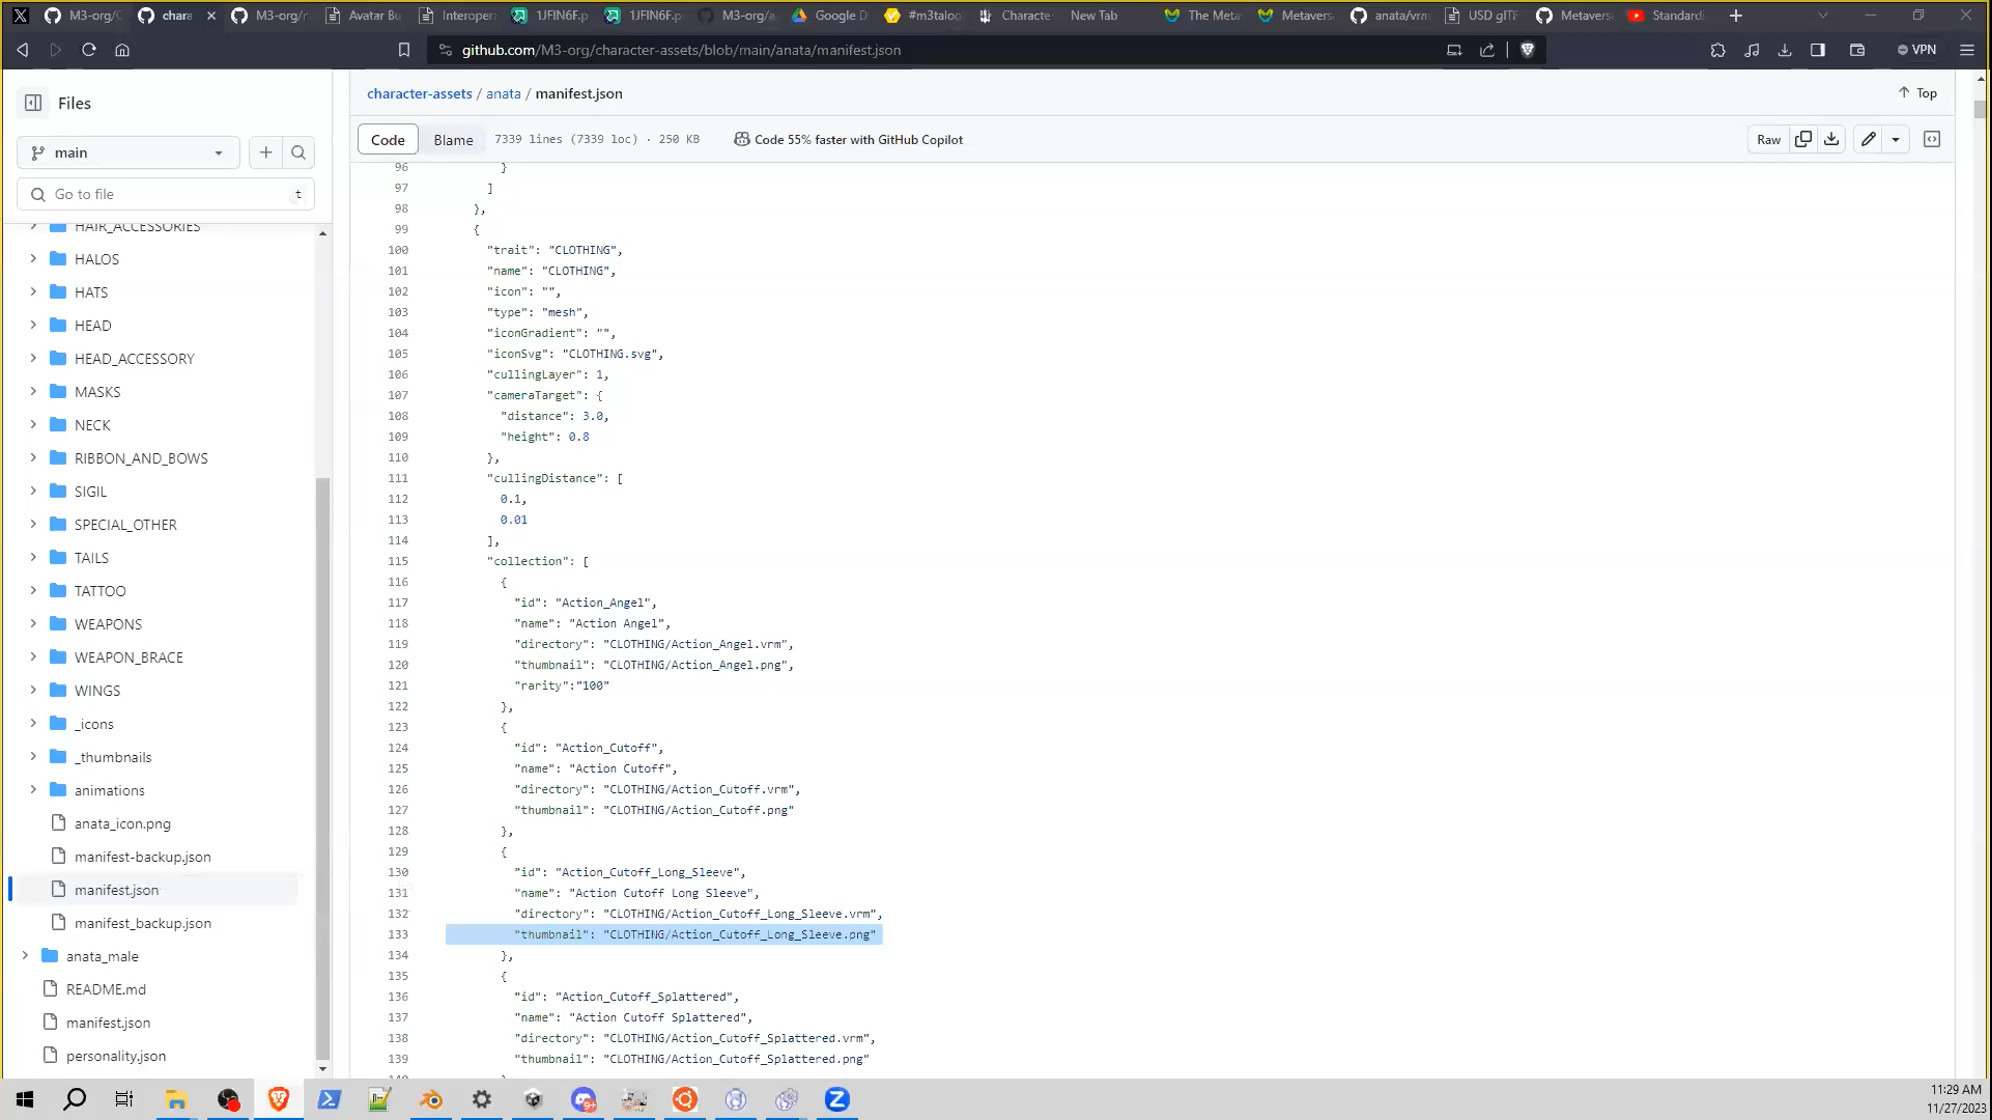 M3-org/C
chara
M3-org/r
Avatar Bu
Interoper
1JFIN6F.p
1JFIN6F.p
M3-org/a
Google D
#m3taloo
Characte
New Tab
The Meta
Metavers
anata/vrm
USD glTF
Metavers
Standard
github.com/M3-org/character-assets/blob/main/anata/manifest.json
VPN
Files
main
Go to file
t
HAIR_ACCESSORIES
HALOS
HATS
HEAD
HEAD_ACCESSORY
MASKS
NECK
RIBBON_AND_BOWS
SIGIL
SPECIAL_OTHER
TAILS
TATTOO
WEAPONS
WEAPON_BRACE
WINGS
_icons
_thumbnails
animations
anata_icon.png
manifest-backup.json
manifest.json
manifest_backup.json
anata_male
README.md
manifest.json
personality.json
character-assets / anata / manifest.json
Top
Code
Blame
7339 lines (7339 loc) · 250 KB
Code 55% faster with GitHub Copilot
Raw
96 }
97 ]
98 },
99 {
100 "trait": "CLOTHING",
101 "name": "CLOTHING",
102 "icon": "",
103 "type": "mesh",
104 "iconGradient": "",
105 "iconSvg": "CLOTHING.svg",
106 "cullingLayer": 1,
107 "cameraTarget": {
108 "distance": 3.0,
109 "height": 0.8
110 },
111 "cullingDistance": [
112 0.1,
113 0.01
114 ],
115 "collection": [
116 {
117 "id": "Action_Angel",
118 "name": "Action Angel",
119 "directory": "CLOTHING/Action_Angel.vrm",
120 "thumbnail": "CLOTHING/Action_Angel.png",
121 "rarity":"100"
122 },
123 {
124 "id": "Action_Cutoff",
125 "name": "Action Cutoff",
126 "directory": "CLOTHING/Action_Cutoff.vrm",
127 "thumbnail": "CLOTHING/Action_Cutoff.png"
128 },
129 {
130 "id": "Action_Cutoff_Long_Sleeve",
131 "name": "Action Cutoff Long Sleeve",
132 "directory": "CLOTHING/Action_Cutoff_Long_Sleeve.vrm",
133 "thumbnail": "CLOTHING/Action_Cutoff_Long_Sleeve.png"
134 },
135 {
136 "id": "Action_Cutoff_Splattered",
137 "name": "Action Cutoff Splattered",
138 "directory": "CLOTHING/Action_Cutoff_Splattered.vrm",
139 "thumbnail": "CLOTHING/Action_Cutoff_Splattered.png"
11:29 AM
11/27/2023